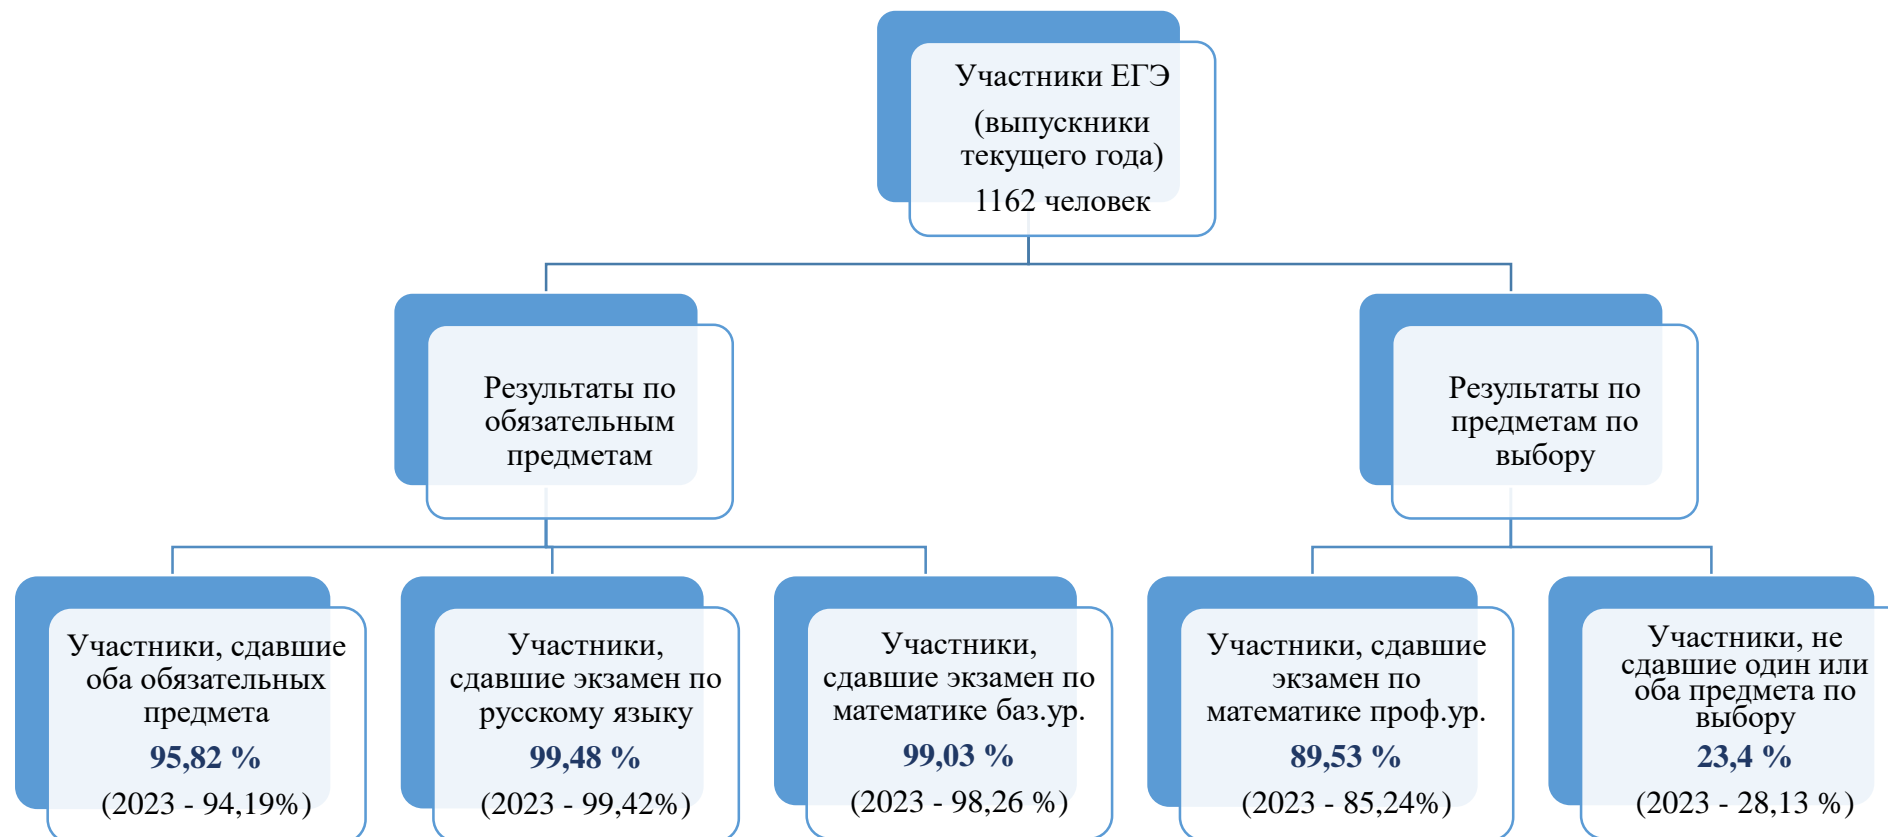 Участники ЕГЭ
(выпускники
текущего года)
1162 человек
Результаты по
обязательным
предметам
Результаты по
предметам по
выбору
Участники, сдавшие
оба обязательных
предмета
95,82 %
(2023 - 94,19%)
Участники,
сдавшие экзамен по
русскому языку
99,48 %
(2023 - 99,42%)
Участники,
сдавшие экзамен по
математике баз.ур.
99,03 %
(2023 - 98,26 %)
Участники, сдавшие
экзамен по
математике проф.ур.
89,53 %
(2023 - 85,24%)
Участники, не
сдавшие один или
оба предмета по
выбору
23,4 %
(2023 - 28,13 %)